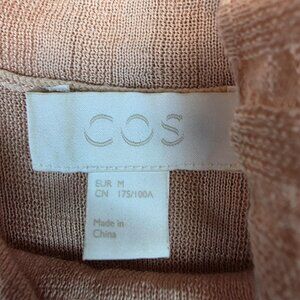 COS
EUR M
CN 175/100A
Made in
China